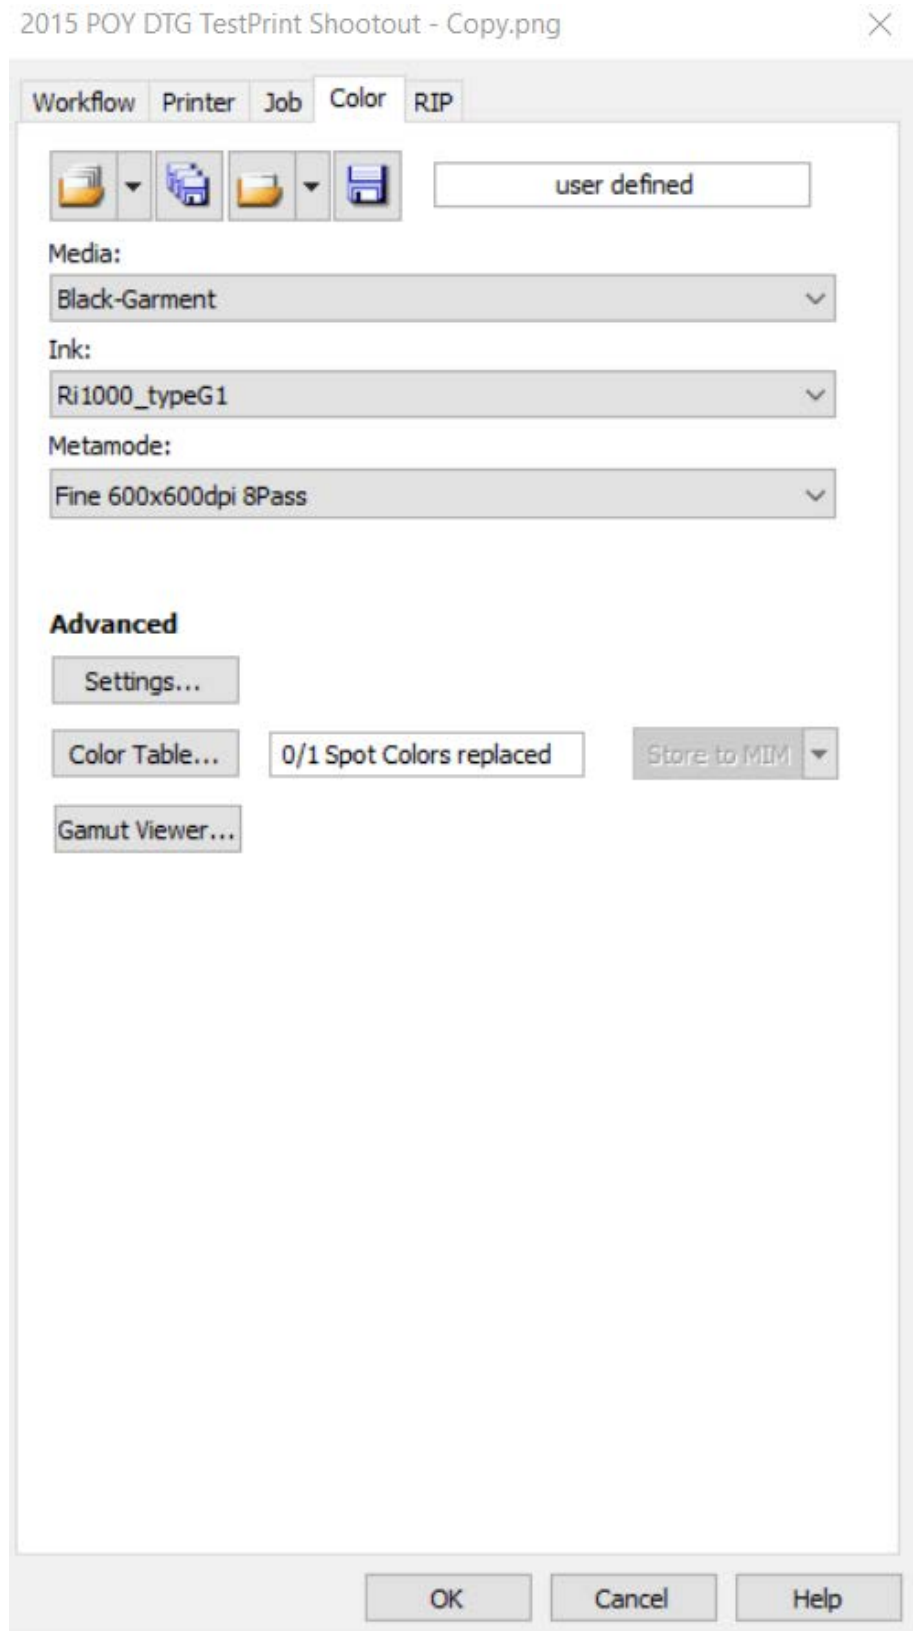 2015 POY DTG TestPrint Shootout - Copy.png
Workflow Printer Job Color RIP
user defined
Media:
Black-Garment
Ink:
Ri1000_typeG1
Metamode:
Fine 600x600dpi 8Pass
Advanced
Settings...
Color Table... 0/1 Spot Colors replaced Store to MIM
Gamut Viewer...
OK Cancel Help